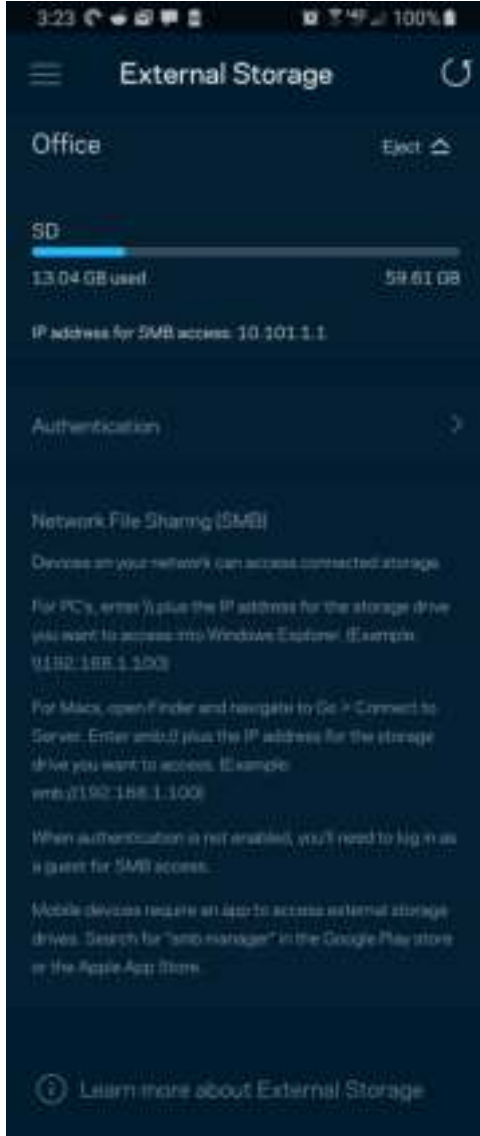 3:23
100%
External Storage
Office
Eject
SD
13.04 GB used
59.61 GB
IP address for SMB access: 10.101.1.1
Authentication
Network File Sharing (SMB)
Devices on your network can access connected storage.
For PC's, enter \\ plus the IP address for the storage drive
you want to access into Windows Explorer. (Example:
\\192.168.1.100)
For Macs, open Finder and navigate to Go > Connect to
Server. Enter smb:// plus the IP address for the storage
drive you want to access. (Example:
smb://192.168.1.100)
When authentication is not enabled, you'll need to log in as
a guest for SMB access.
Mobile devices require an app to access external storage
drives. Search for "smb manager" in the Google Play store
or the Apple App Store.
Learn more about External Storage